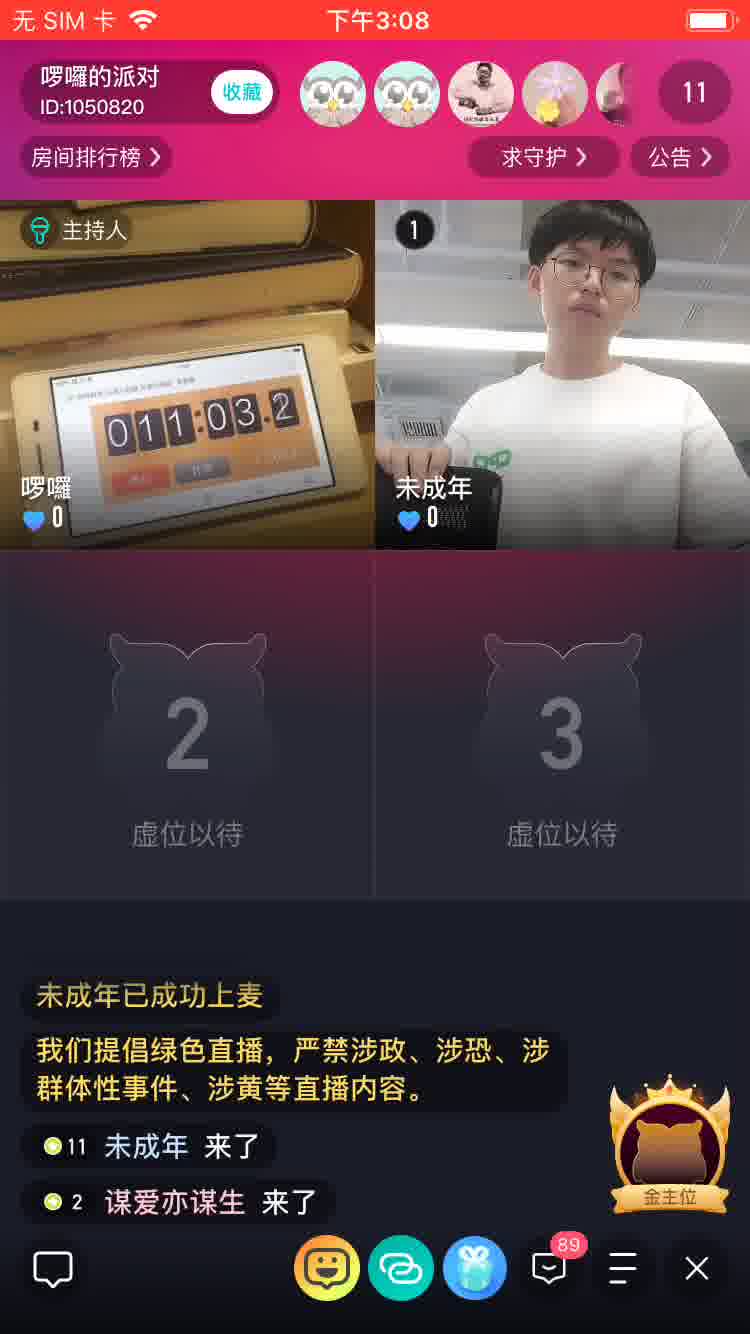 无 SIM 卡
下午3:08
啰囉的派对
ID:1050820
收藏
11
房间排行榜
求守护
公告
主持人
1
011:03.2
啰囉
0
未成年
0
2
虚位以待
3
虚位以待
未成年已成功上麦
我们提倡绿色直播，严禁涉政、涉恐、涉
群体性事件、涉黄等直播内容。
11 未成年 来了
2 谋爱亦谋生 来了
金主位
89